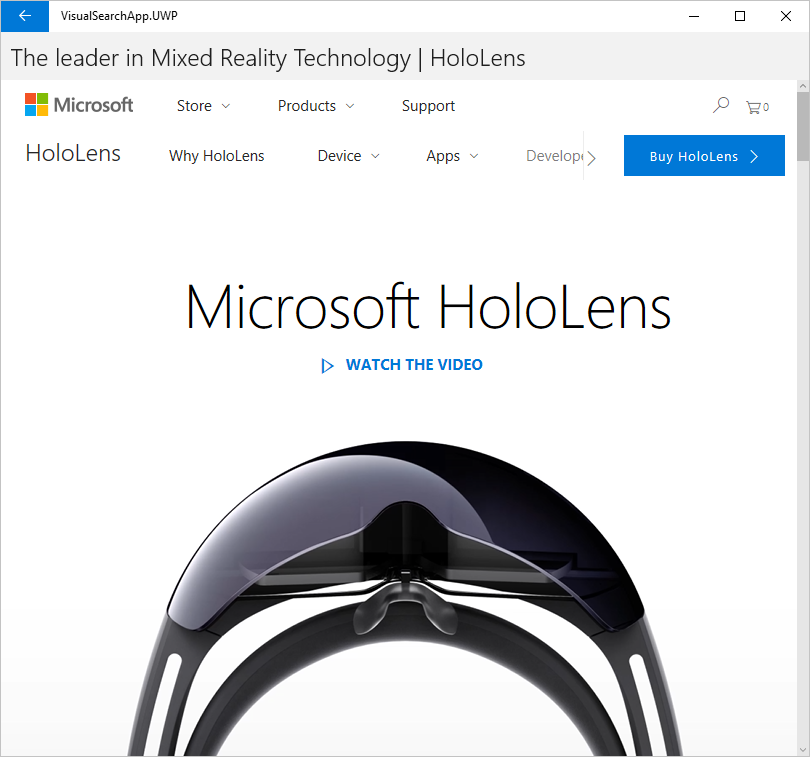 VisualSearchApp.UWP
The leader in Mixed Reality Technology | HoloLens
Microsoft Store Products Support 0
HoloLens Why HoloLens Device Apps Develope Buy HoloLens
Microsoft HoloLens
WATCH THE VIDEO